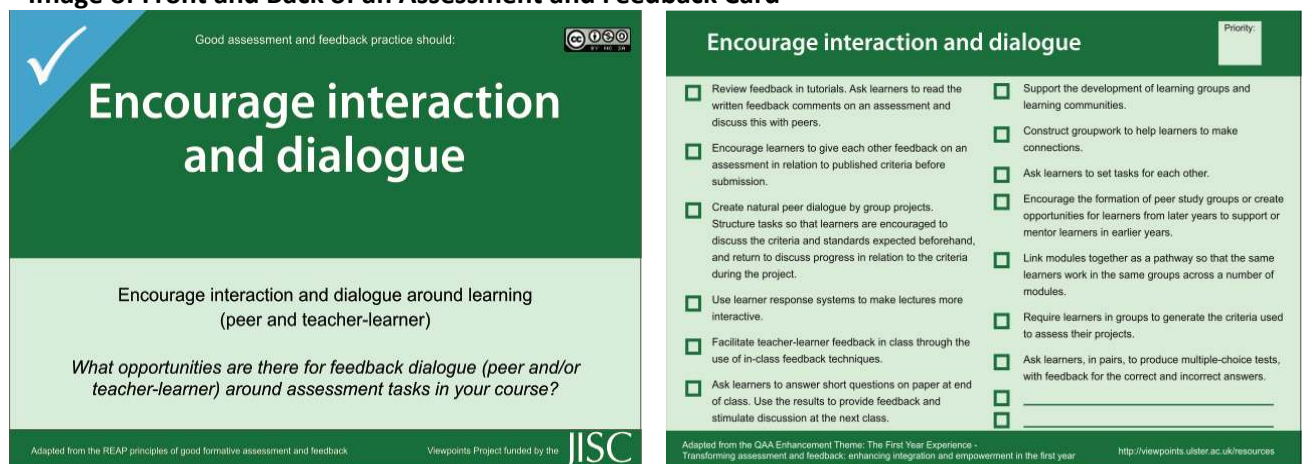 Image of Front and Back of an Assessment and Feedback Card
Good assessment and feedback practice should:
cc
BY NC SA
Encourage interaction
and dialogue
Encourage interaction and dialogue around learning
(peer and teacher-learner)
What opportunities are there for feedback dialogue (peer and/or
teacher-learner) around assessment tasks in your course?
Adapted from the REAP principles of good formative assessment and feedback
Viewpoints Project funded by the
JISC
Encourage interaction and dialogue
Priority:
Review feedback in tutorials. Ask learners to read the
written feedback comments on an assessment and
discuss this with peers.
Encourage learners to give each other feedback on an
assessment in relation to published criteria before
submission.
Create natural peer dialogue by group projects.
Structure tasks so that learners are encouraged to
discuss the criteria and standards expected beforehand,
and return to discuss progress in relation to the criteria
during the project.
Use learner response systems to make lectures more
interactive.
Facilitate teacher-learner feedback in class through the
use of in-class feedback techniques.
Ask learners to answer short questions on paper at end
of class. Use the results to provide feedback and
stimulate discussion at the next class.
Support the development of learning groups and
learning communities.
Construct groupwork to help learners to make
connections.
Ask learners to set tasks for each other.
Encourage the formation of peer study groups or create
opportunities for learners from later years to support or
mentor learners in earlier years.
Link modules together as a pathway so that the same
learners work in the same groups across a number of
modules.
Require learners in groups to generate the criteria used
to assess their projects.
Ask learners, in pairs, to produce multiple-choice tests,
with feedback for the correct and incorrect answers.
Adapted from the QAA Enhancement Theme: The First Year Experience -
Transforming assessment and feedback: enhancing integration and empowerment in the first year
http://viewpoints.ulster.ac.uk/resources